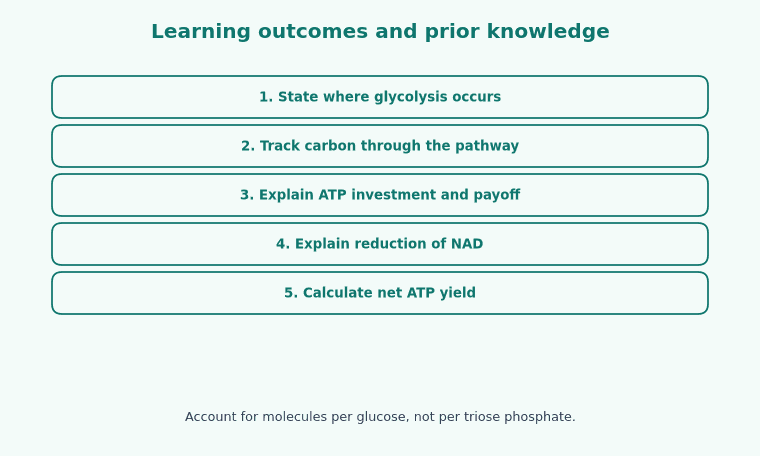 Learning outcomes and prior knowledge
1. State where glycolysis occurs
2. Track carbon through the pathway
3. Explain ATP investment and payoff
4. Explain reduction of NAD
5. Calculate net ATP yield
Account for molecules per glucose, not per triose phosphate.